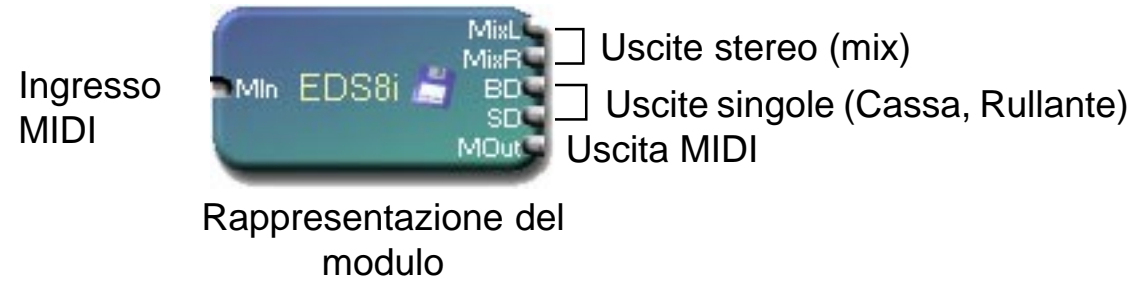 Ingresso
MIDI
MIn
EDS8i
MixL
MixR
BD
SD
MOut
Uscite stereo (mix)
Uscite singole (Cassa, Rullante)
Uscita MIDI
Rappresentazione del
modulo